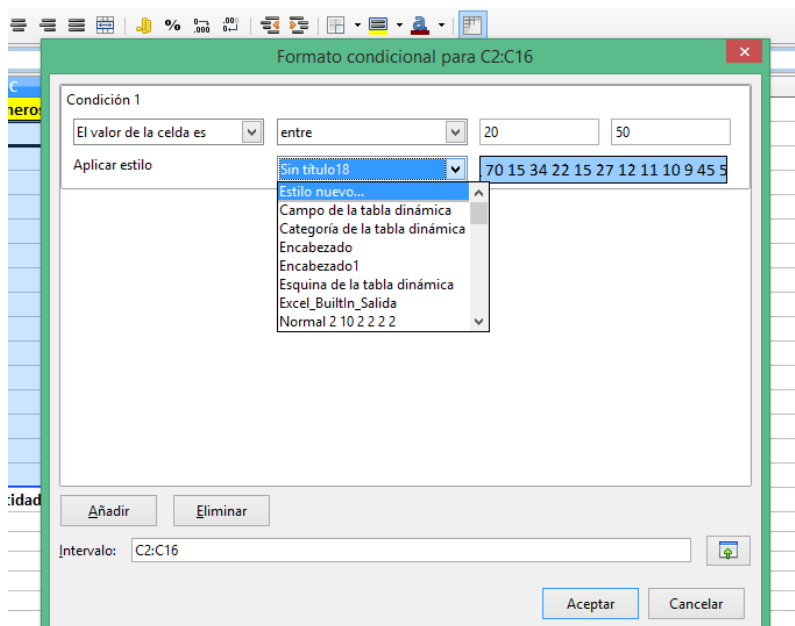 Formato condicional para C2:C16
C
neros
Condición 1
El valor de la celda es entre 20 50
Aplicar estilo Sin título18 70 15 34 22 15 27 12 11 10 9 45 5
Estilo nuevo...
Campo de la tabla dinámica
Categoría de la tabla dinámica
Encabezado
Encabezado1
Esquina de la tabla dinámica
Excel_BuiltIn_Salida
Normal 2 10 2 2 2 2
tidad
Añadir Eliminar
Intervalo: C2:C16
Aceptar Cancelar